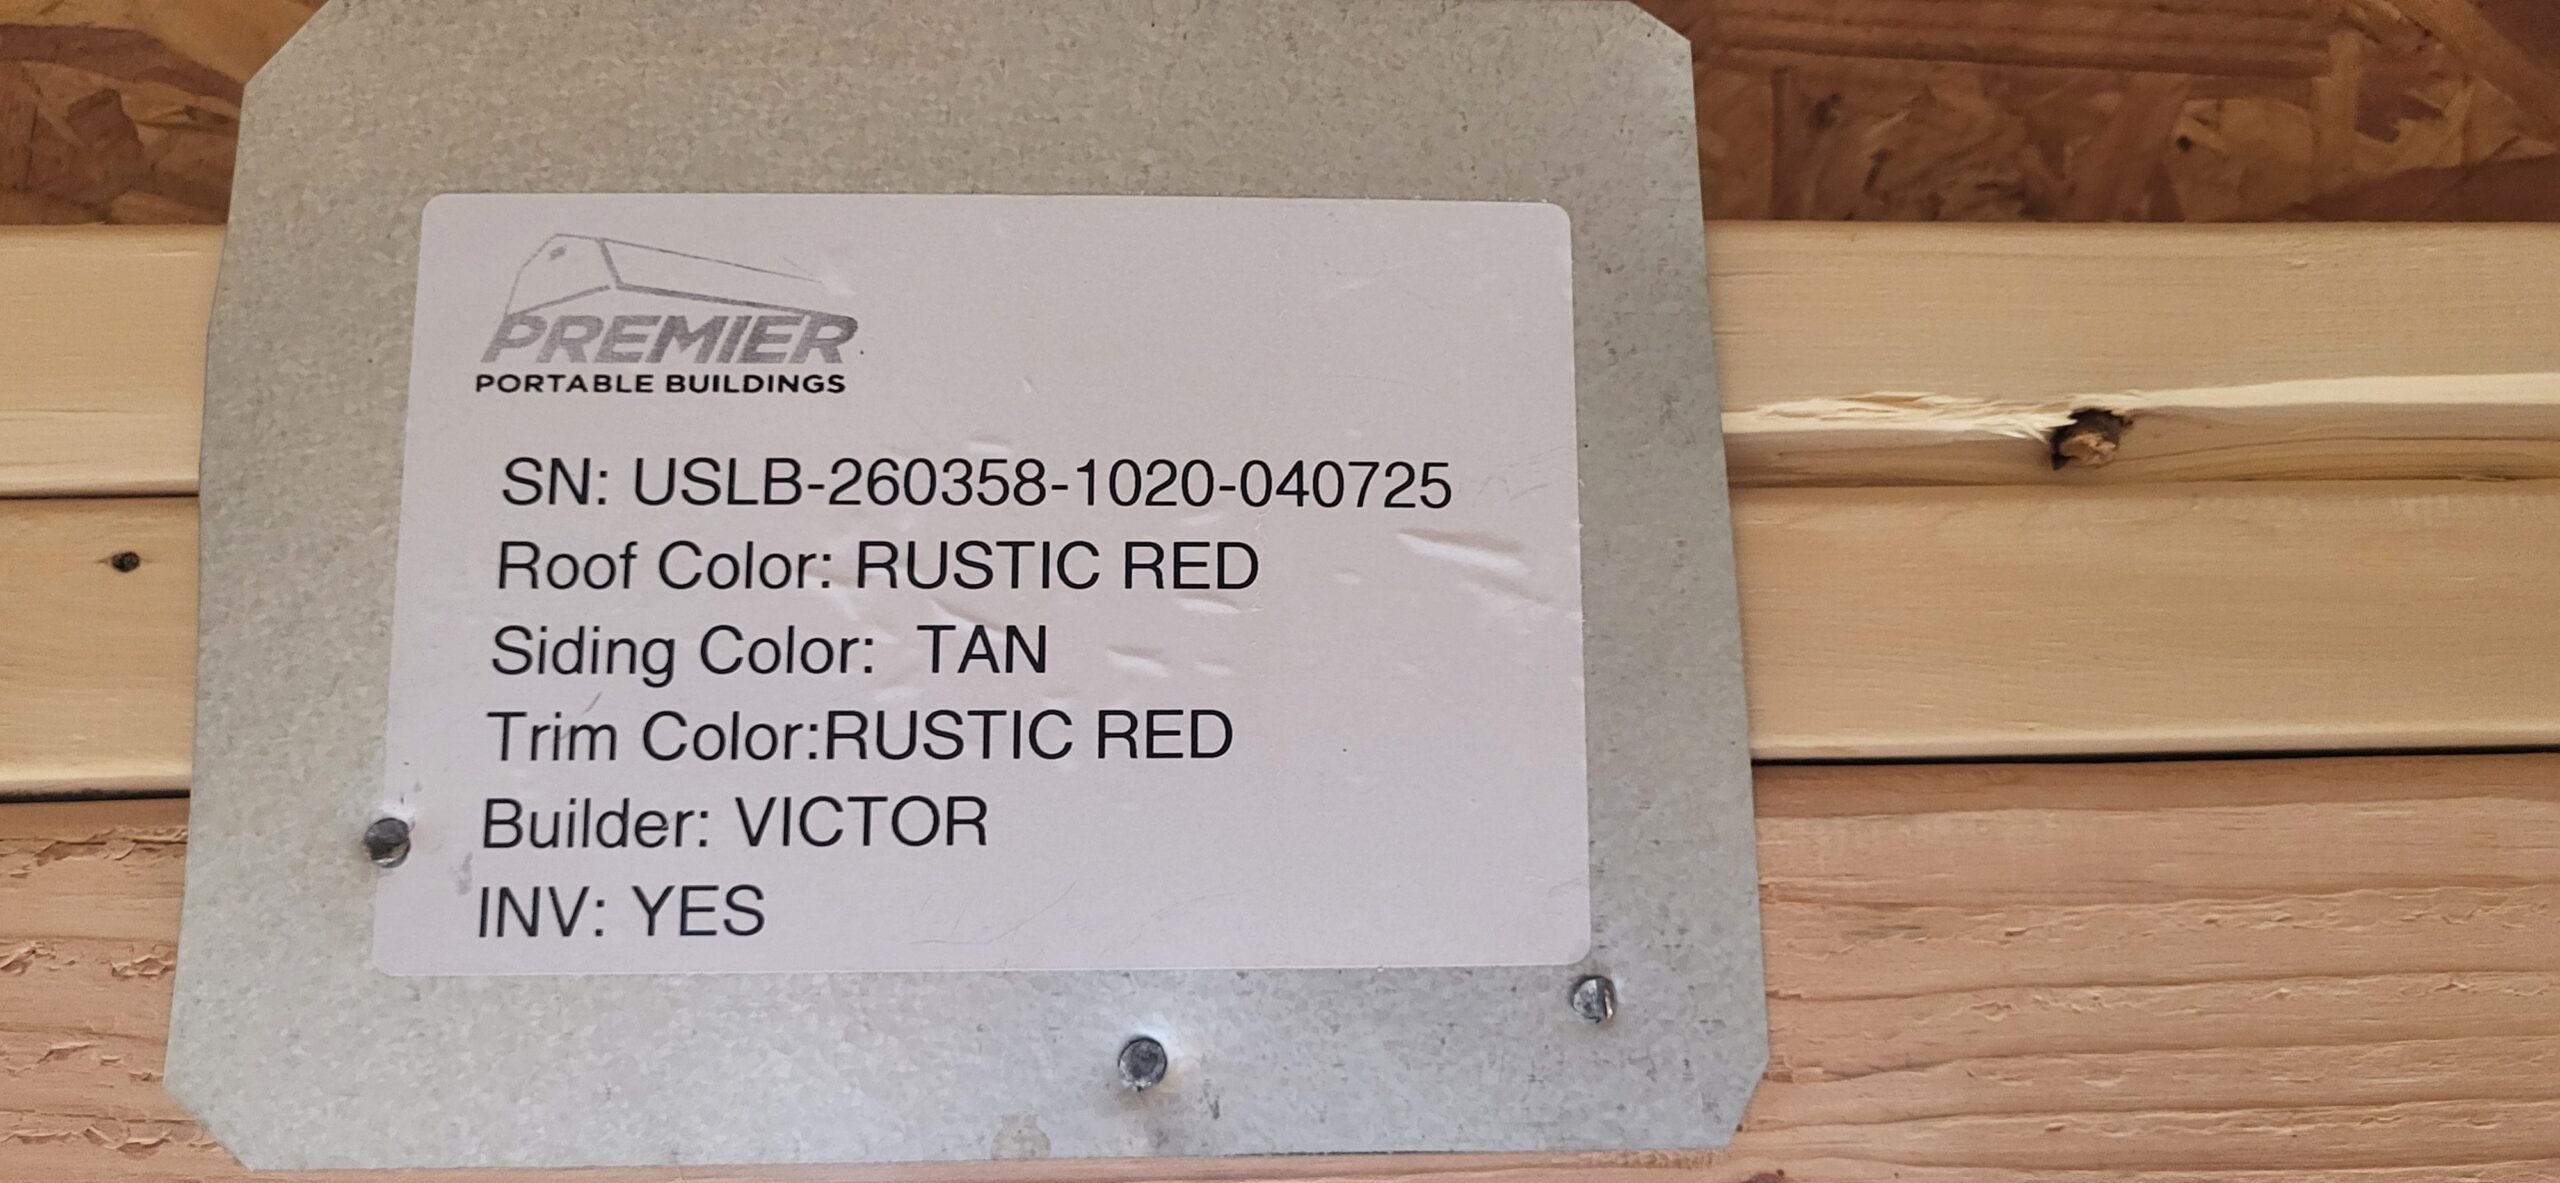 PREMIER
PORTABLE BUILDINGS
SN: USLB-260358-1020-040725
Roof Color: RUSTIC RED
Siding Color: TAN
Trim Color:RUSTIC RED
Builder: VICTOR
INV: YES